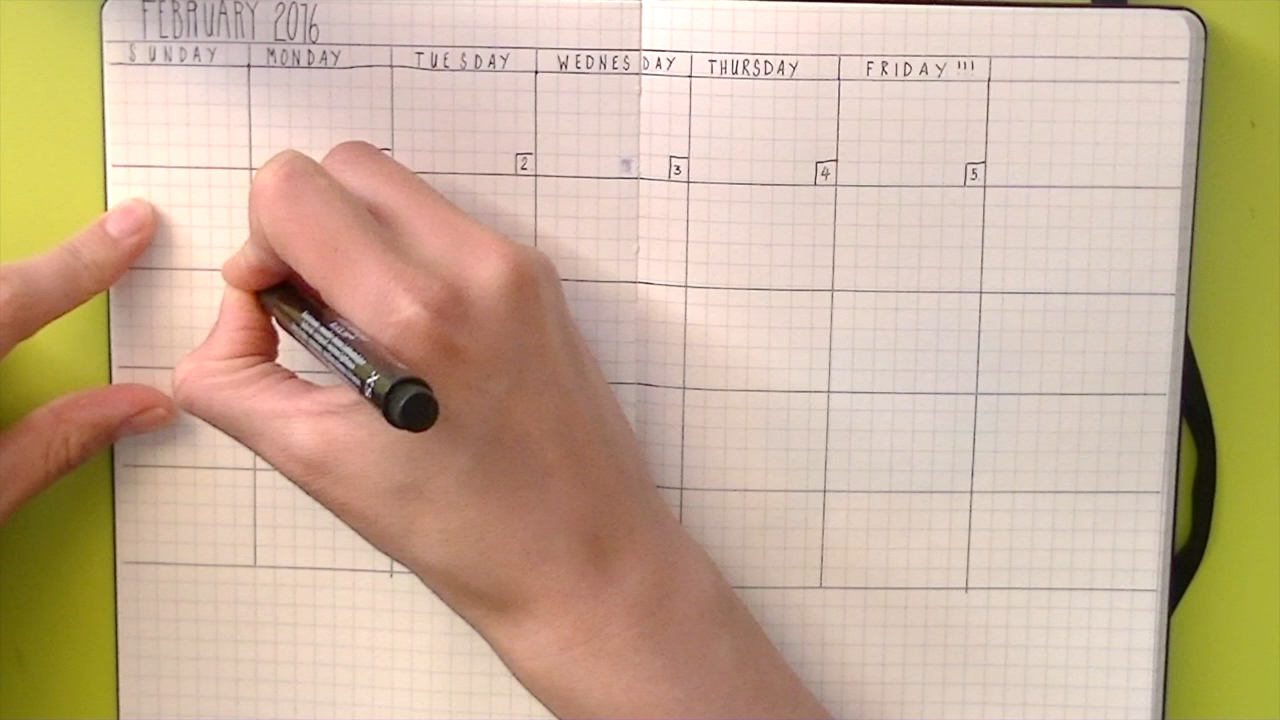 FEBRUARY 2016
SUNDAY MONDAY TUESDAY WEDNESDAY THURSDAY FRIDAY !!!
2 3 4 5